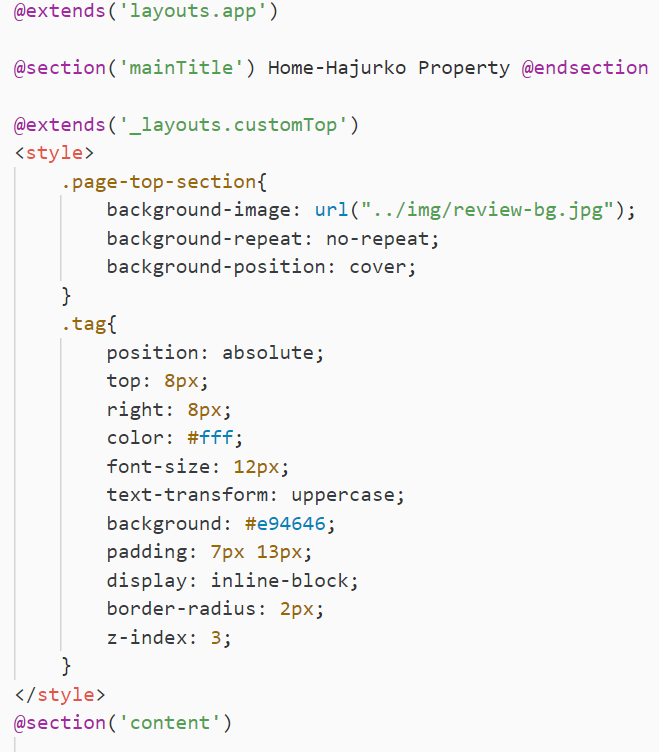 @extends('layouts.app')
@section('mainTitle') Home-Hajurko Property @endsection
@extends('_layouts.customTop')
<style>
.page-top-section{
background-image: url("../img/review-bg.jpg");
background-repeat: no-repeat;
background-position: cover;
}
.tag{
position: absolute;
top: 8px;
right: 8px;
color: #fff;
font-size: 12px;
text-transform: uppercase;
background: #e94646;
padding: 7px 13px;
display: inline-block;
border-radius: 2px;
z-index: 3;
}
</style>
@section('content')